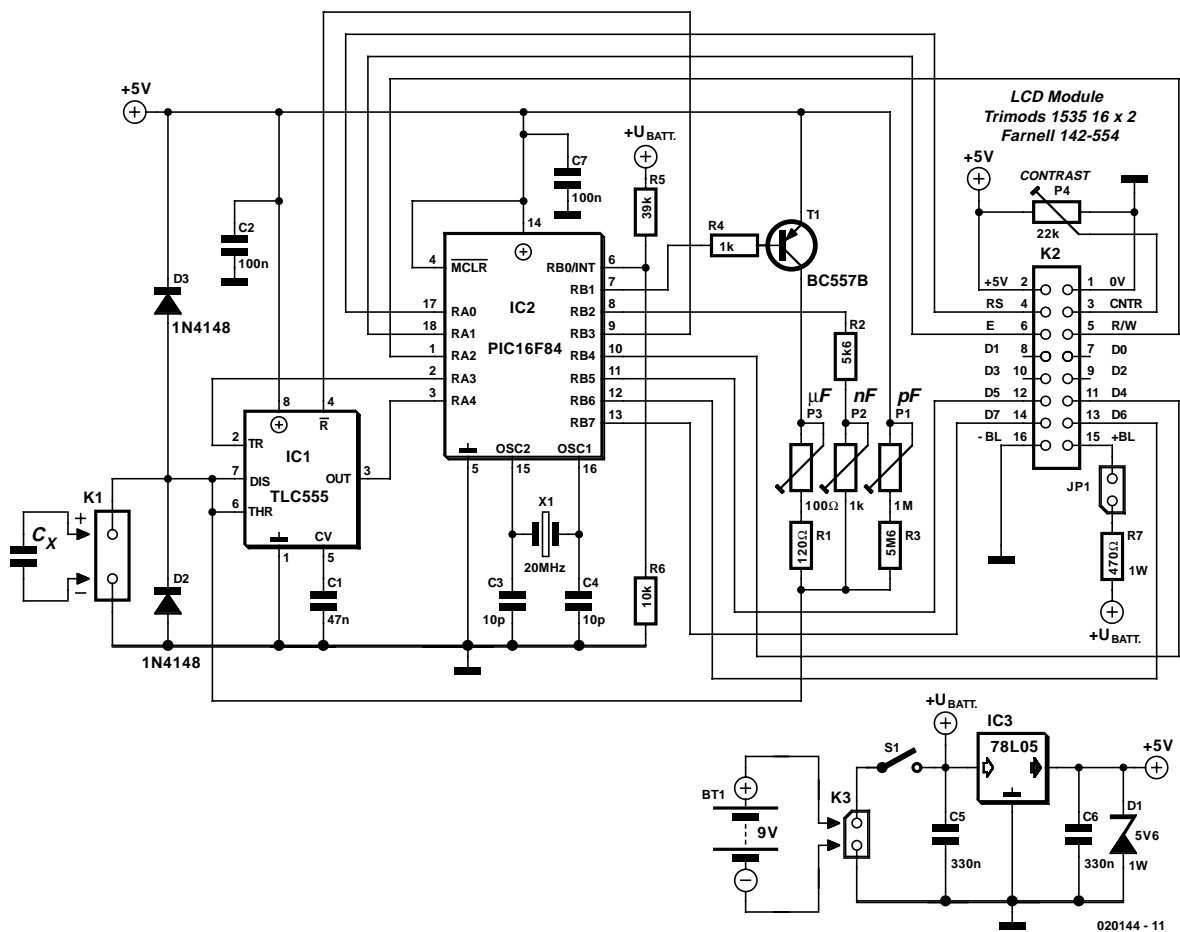 +5V
LCD Module
Trimods 1535 16 x 2
Farnell 142-554
+UBATT.
+5V
CONTRAST
P4
22k
C7
100n
R5
39k
T1
R4
1k
BC557B
C2
100n
D3
1N4148
14
4 MCLR
RB0/INT 6
RB1 7
17 RA0
IC2
RB2 8
18 RA1
RB3 9
1 RA2
PIC16F84
RB4 10
2 RA3
RB5 11
3 RA4
RB6 12
RB7 13
OSC2 OSC1
5 15 16
R2
5k6
K2
+5V 2 1 0V
RS 4 3 CNTR
E 6 5 R/W
D1 8 7 D0
D3 10 9 D2
D5 12 11 D4
D7 14 13 D6
-BL 16 15 +BL
μF nF pF
P3 P2 P1
100Ω 1k 1M
120Ω R1
5M6 R3
JP1
R7
470Ω
1W
+UBATT.
8 4
R
2 TR
IC1
7 DIS OUT 3
TLC555
6 THR
CV
1 5
K1
+
CX
–
D2
1N4148
C1
47n
X1
20MHz
C3
10p
C4
10p
R6
10k
+UBATT.
IC3
78L05
+5V
S1
BT1
9V
K3
C5
330n
C6
330n
D1
5V6
1W
020144 - 11